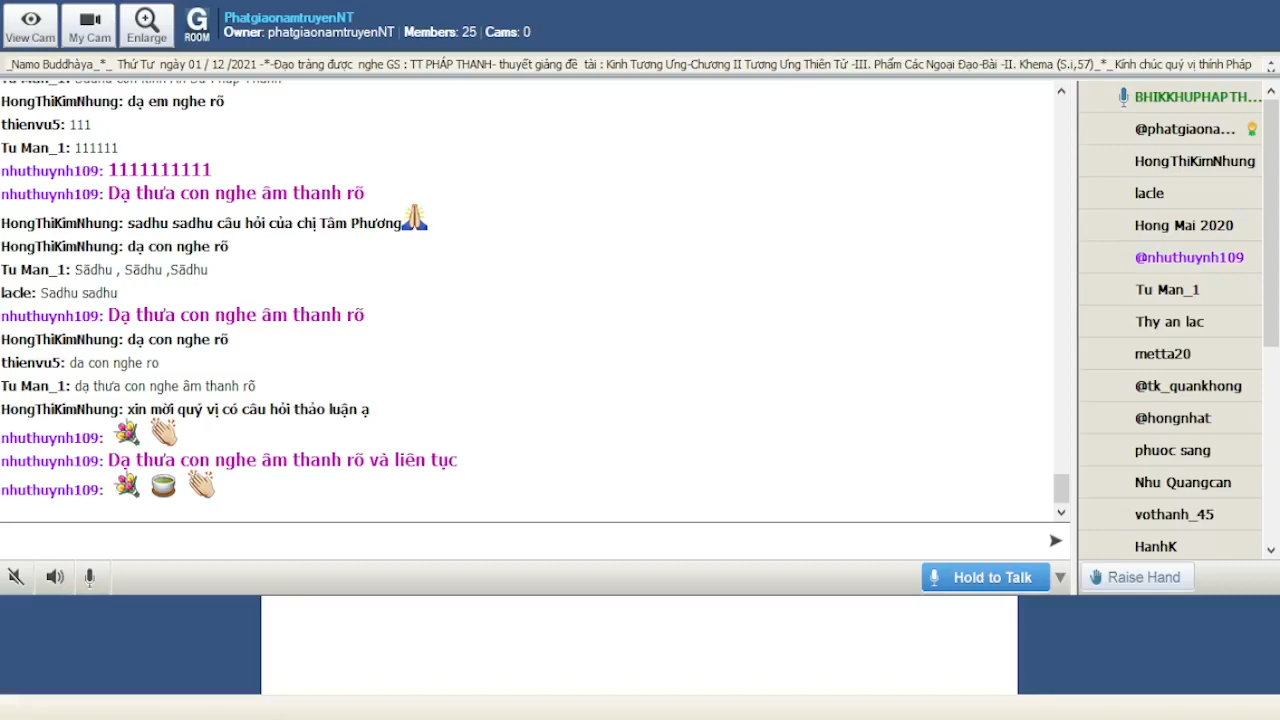 View Cam
My Cam
Enlarge
G
ROOM
PhatgiaonamtruyenNT
Owner: phatgiaonamtruyenNT | Members: 25 | Cams: 0
_Namo Buddhàya_*_ Thứ Tư ngày 01 / 12 /2021 -*-Đạo tràng được nghe GS : TT PHÁP THANH- thuyết giảng đề tài : Kinh Tương Ưng-Chương II Tương Ưng Thiên Tử -III. Phẩm Các Ngoại Đạo-Bài -II. Khema (S.i,57)_*_Kính chúc quý vị thính Pháp
HongThiKimNhung: dạ em nghe rõ
thienvu5: 111
Tu Man_1: 111111
nhuthuynh109: 1111111111
nhuthuynh109: Dạ thưa con nghe âm thanh rõ
HongThiKimNhung: sadhu sadhu câu hỏi của chị Tâm Phương
HongThiKimNhung: dạ con nghe rõ
Tu Man_1: Sādhu , Sādhu ,Sādhu
lacle: Sadhu sadhu
nhuthuynh109: Dạ thưa con nghe âm thanh rõ
HongThiKimNhung: dạ con nghe rõ
thienvu5: da con nghe ro
Tu Man_1: dạ thưa con nghe âm thanh rõ
HongThiKimNhung: xin mời quý vị có câu hỏi thảo luận ạ
nhuthuynh109:
nhuthuynh109: Dạ thưa con nghe âm thanh rõ và liên tục
nhuthuynh109:
BHIKKHUPHAPTH...
@phatgiaona...
HongThiKimNhung
lacle
Hong Mai 2020
@nhuthuynh109
Tu Man_1
Thy an lac
metta20
@tk_quankhong
@hongnhat
phuoc sang
Nhu Quangcan
vothanh_45
HanhK
Hold to Talk
Raise Hand